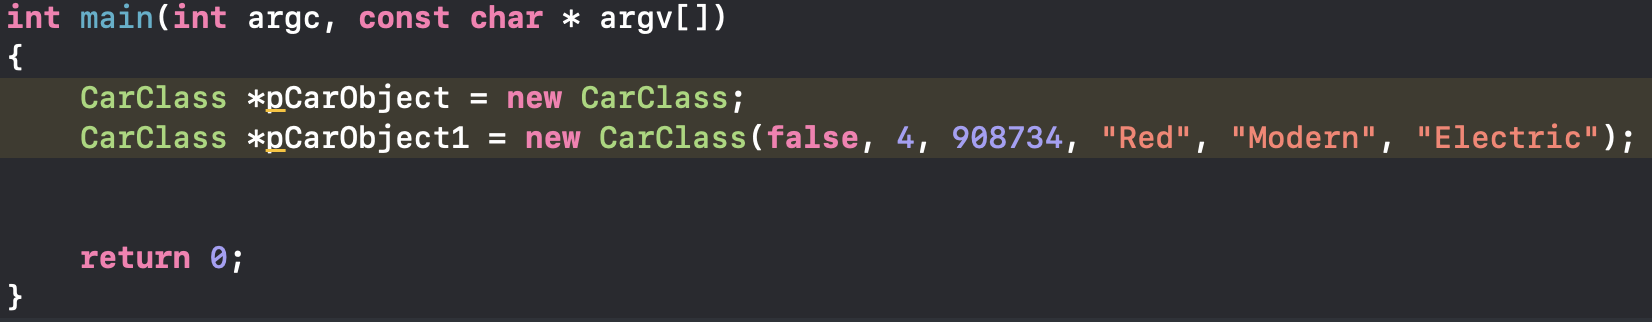 int main(int argc, const char * argv[])
{
    CarClass *pCarObject = new CarClass;
    CarClass *pCarObject1 = new CarClass(false, 4, 908734, "Red", "Modern", "Electric");
    return 0;
}